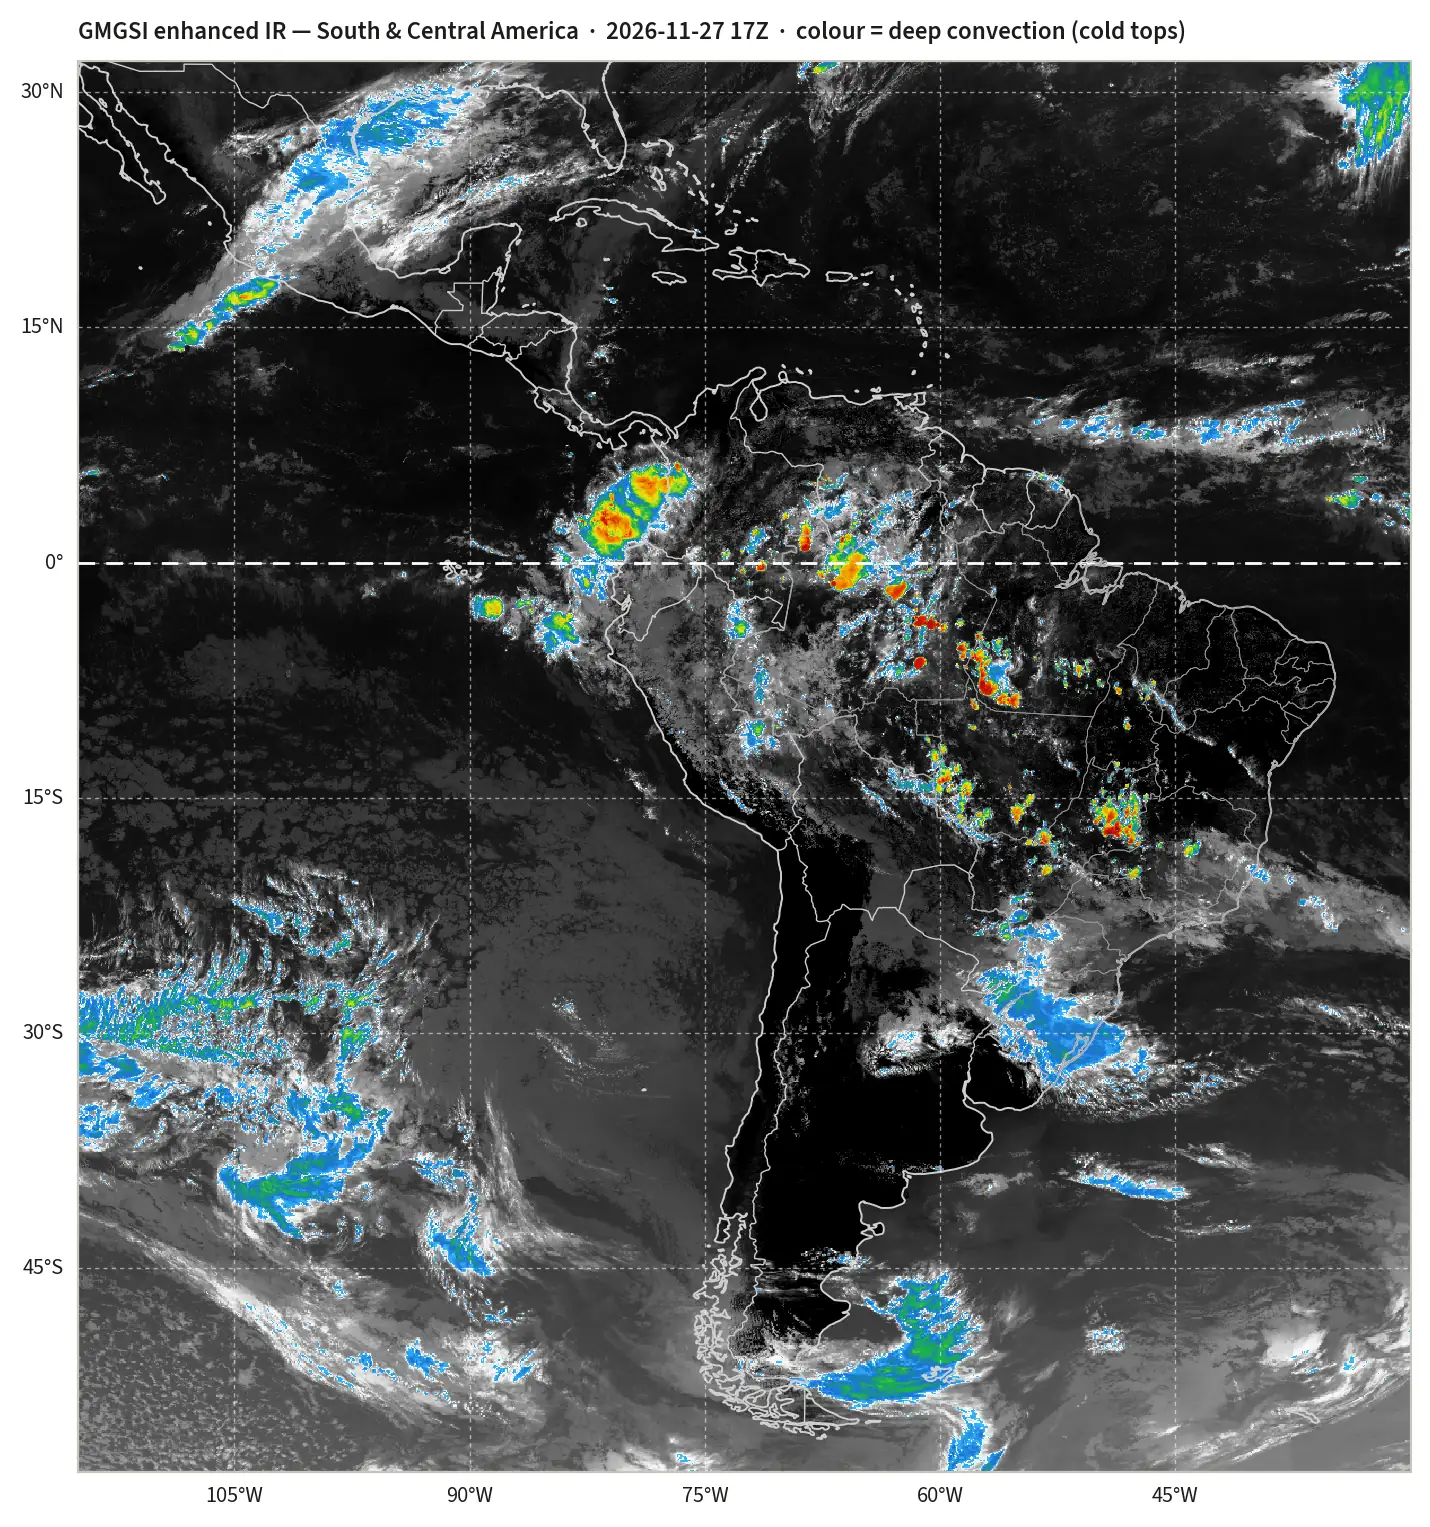 GMGSI enhanced IR — South & Central America · 2026-11-27 17Z · colour = deep convection (cold tops)
30°N
15°N
0°
15°S
30°S
45°S
105°W
90°W
75°W
60°W
45°W